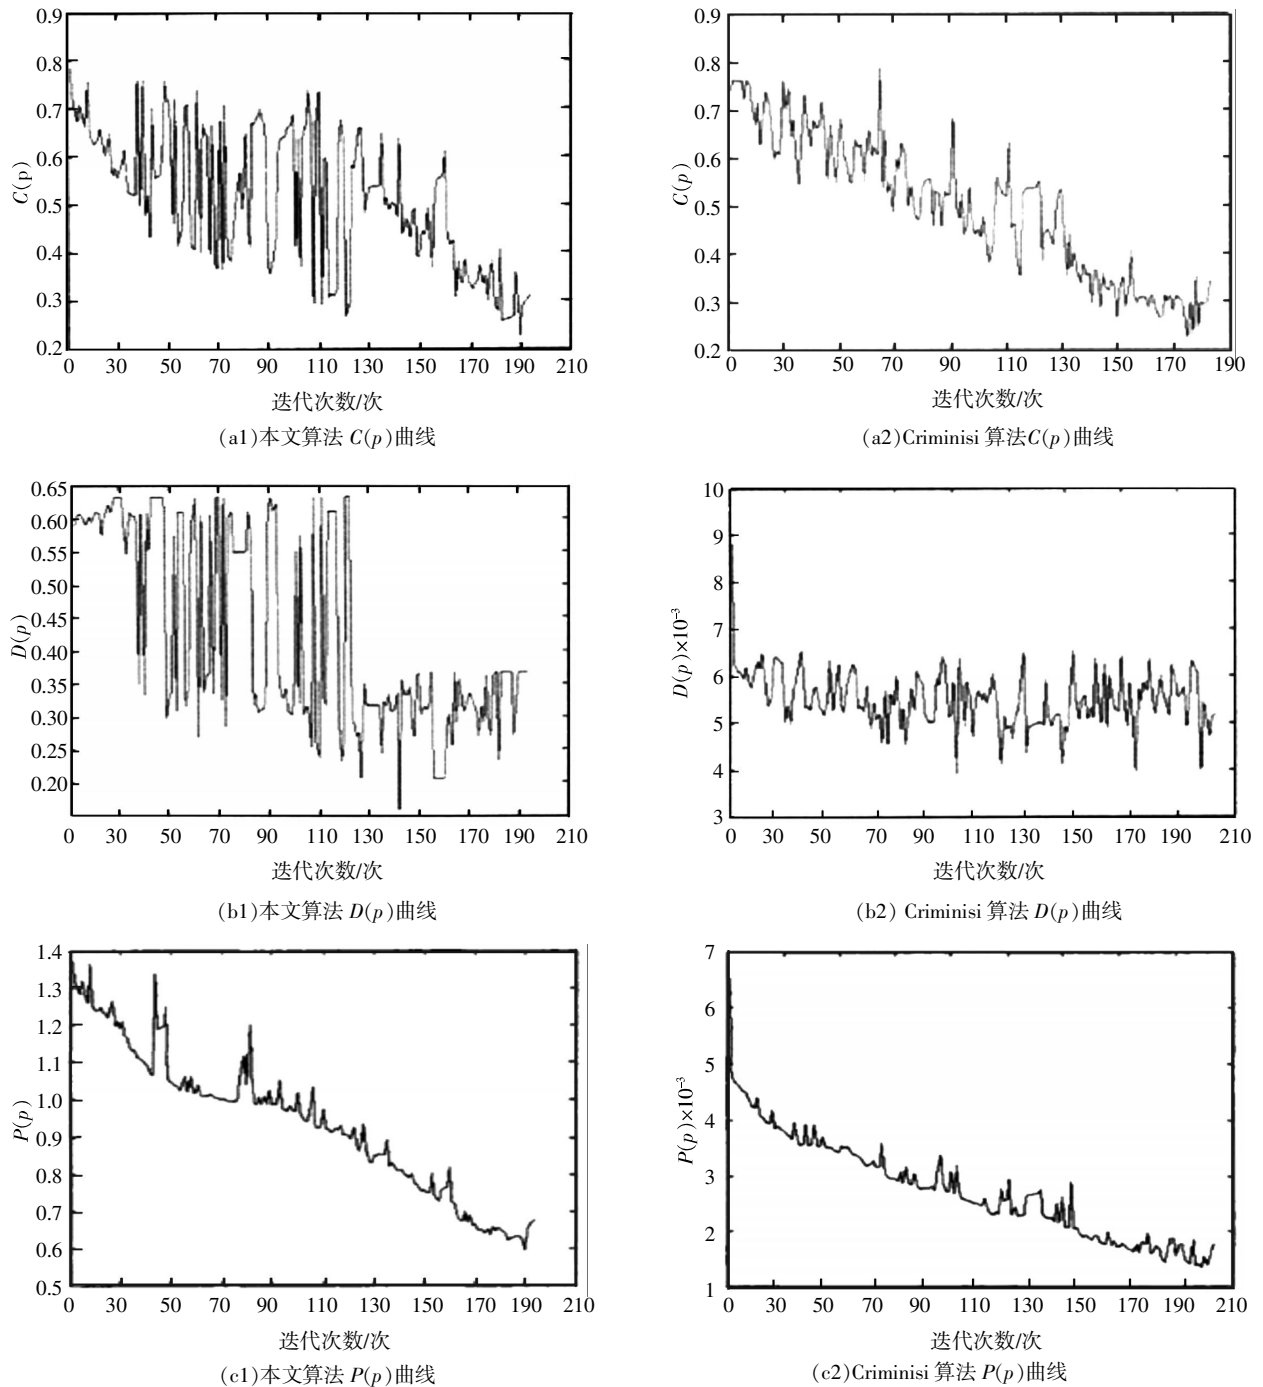 0.9
0.8
0.7
0.6
0.5
0.4
0.3
0.2
C(p)
0 30 50 70 90 110 130 150 170 190 210
迭代次数/次
(a1)本文算法 C(p)曲线
0.9
0.8
0.7
0.6
0.5
0.4
0.3
0.2
C(p)
0 30 50 70 90 110 130 150 170 190
迭代次数/次
(a2)Criminisi 算法C(p)曲线
0.65
0.60
0.55
0.50
0.45
0.40
0.35
0.30
0.25
0.20
D(p)
0 30 50 70 90 110 130 150 170 190 210
迭代次数/次
(b1)本文算法 D(p)曲线
10
9
8
7
6
5
4
3
D(p)×10⁻³
0 30 50 70 90 110 130 150 170 190 210
迭代次数/次
(b2) Criminisi 算法 D(p)曲线
1.4
1.3
1.2
1.1
1.0
0.9
0.8
0.7
0.6
0.5
P(p)
0 30 50 70 90 110 130 150 170 190 210
迭代次数/次
(c1)本文算法 P(p)曲线
7
6
5
4
3
2
1
P(p)×10⁻³
0 30 50 70 90 110 130 150 170 190 210
迭代次数/次
(c2)Criminisi 算法 P(p)曲线